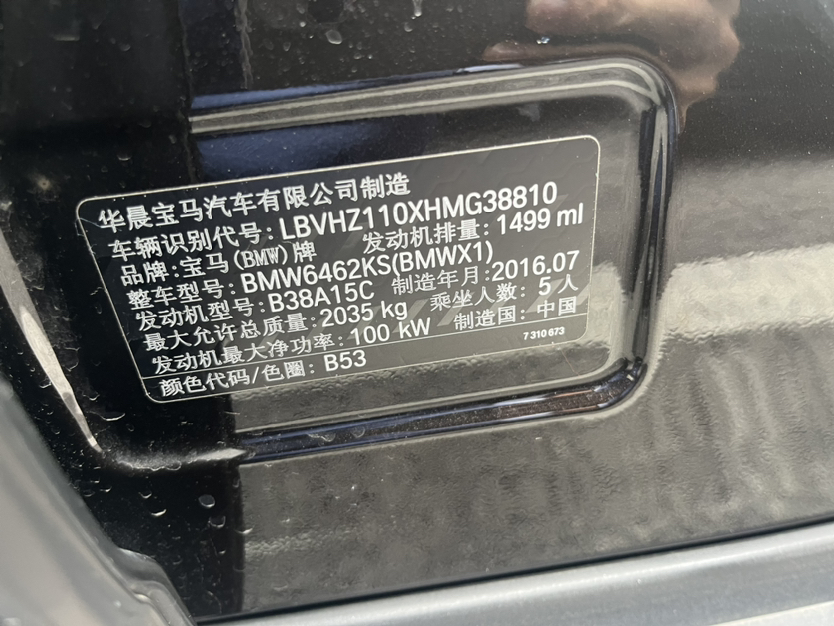 华晨宝马汽车有限公司制造
车辆识别代号: LBVHZ110XHMG38810
品牌: 宝马(BMW)牌 发动机排量: 1499 ml
整车型号: BMW6462KS(BMWX1)
发动机型号: B38A15C 制造年月: 2016.07
最大允许总质量: 2035 kg 乘坐人数: 5 人
发动机最大净功率: 100 kW 制造国: 中国
颜色代码/色圈: B53 7 310 673